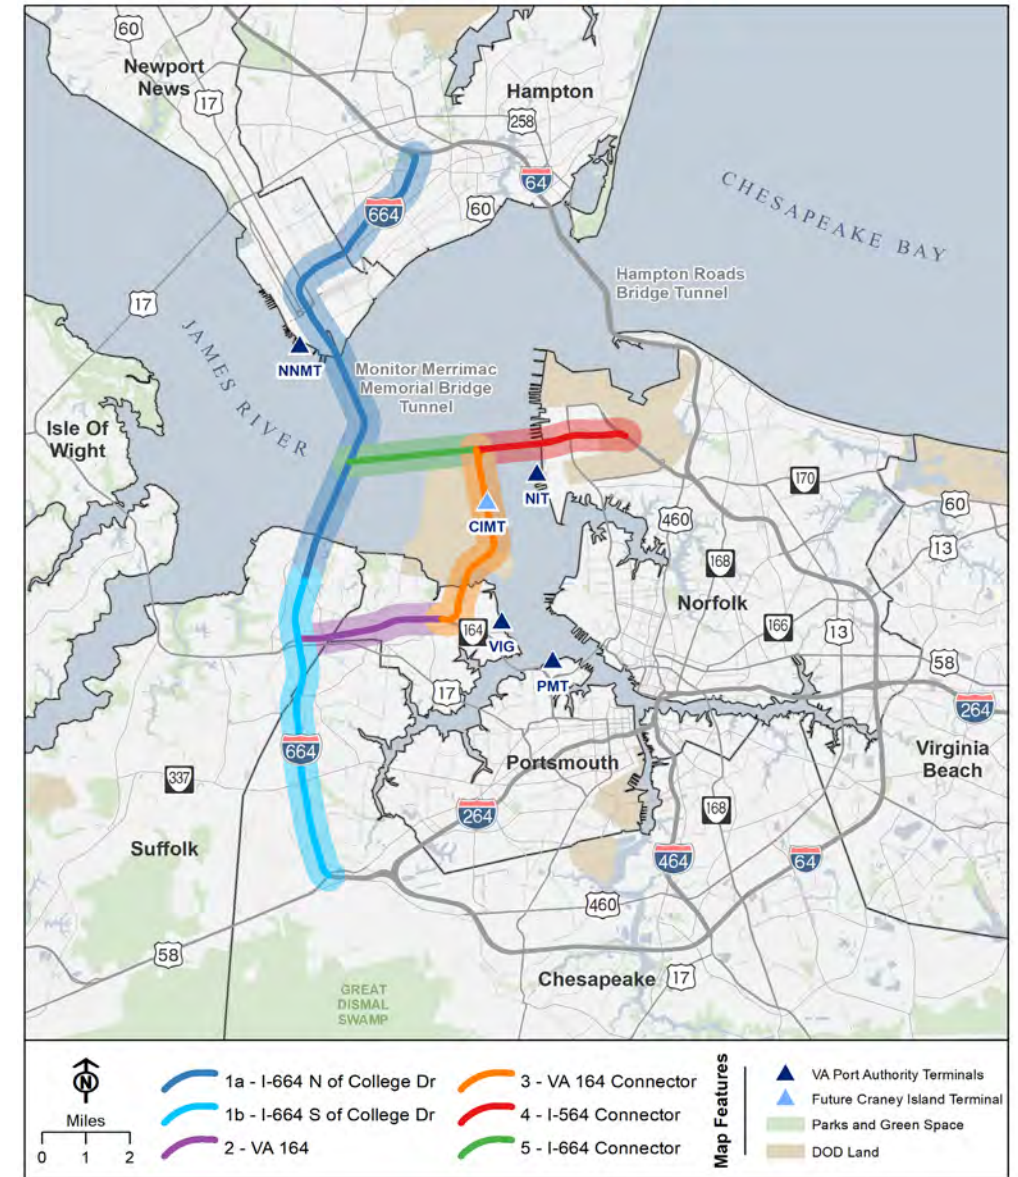 60
Newport
News
17
Hampton
258
64
664
60
CHESAPEAKE BAY
Hampton Roads
Bridge Tunnel
17
JAMES RIVER
NNMT
Monitor Merrimac
Memorial Bridge
Tunnel
Isle Of
Wight
NIT
CIMT
170
460
60
13
168
Norfolk
166
13
164
VIG
PMT
58
17
264
664
Portsmouth
Virginia
Beach
337
264
168
Suffolk
464
64
460
58
Chesapeake
17
GREAT
DISMAL
SWAMP
N
Miles
0 1 2
1a - I-664 N of College Dr
1b - I-664 S of College Dr
2 - VA 164
3 - VA 164 Connector
4 - I-564 Connector
5 - I-664 Connector
Map Features
VA Port Authority Terminals
Future Craney Island Terminal
Parks and Green Space
DOD Land